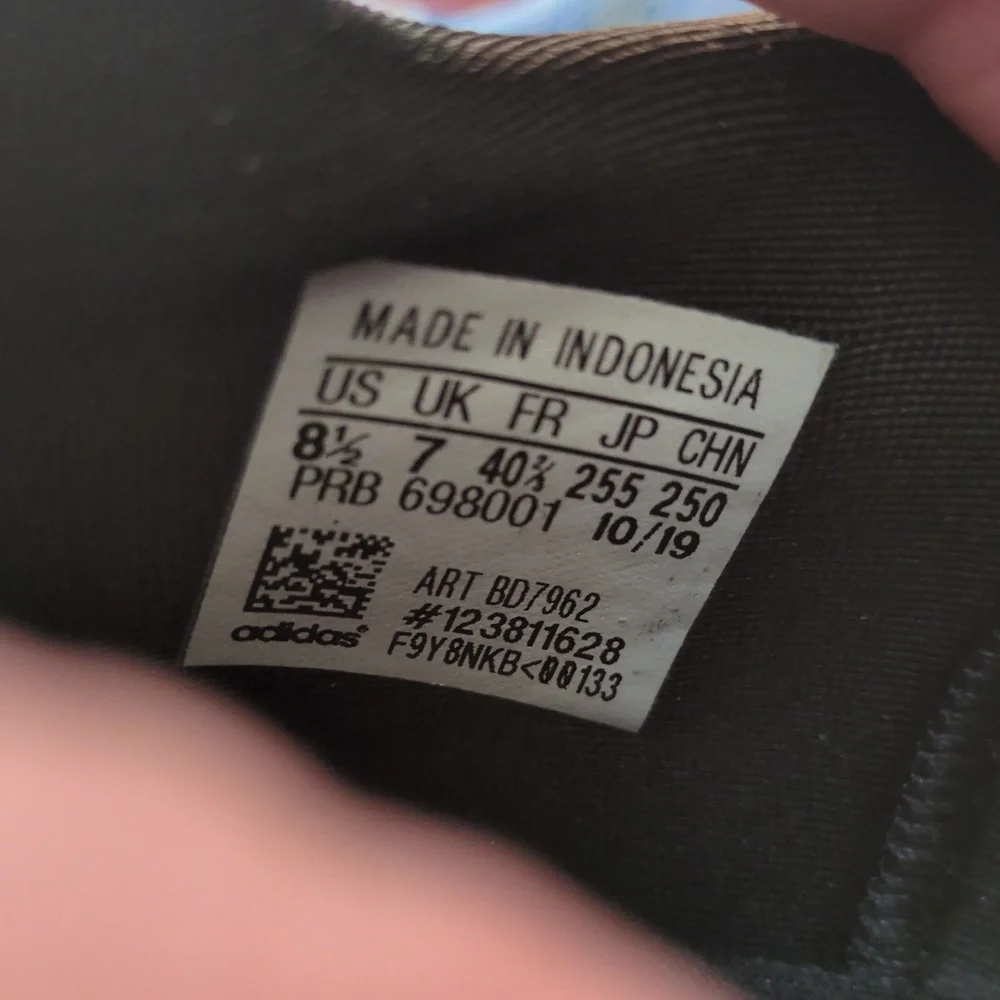 MADE IN INDONESIA
US UK FR JP CHN
8½ 7 40⅔ 255 250
PRB 698001 10/19
ART BD7962
#123811628
adidas® F9Y8NKB<00133